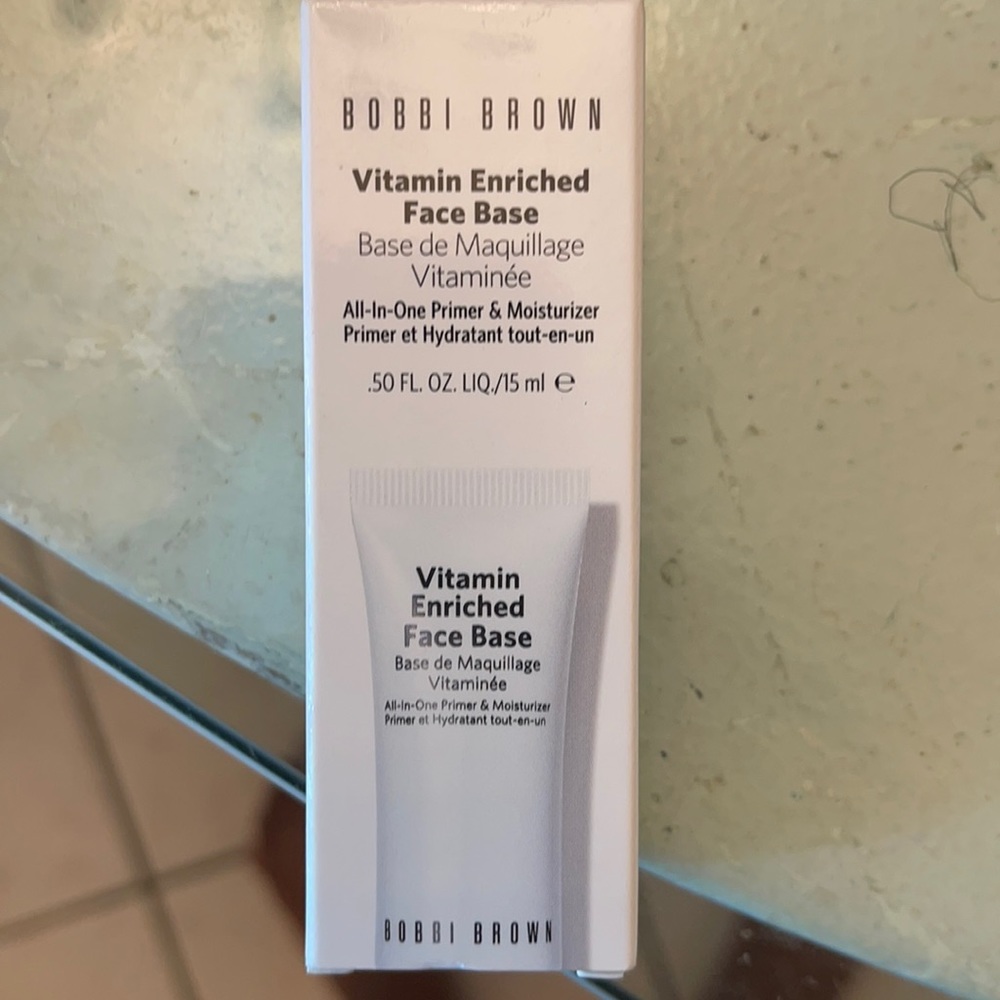 BOBBI BROWN
Vitamin Enriched
Face Base
Base de Maquillage
Vitaminée
All-In-One Primer & Moisturizer
Primer et Hydratant tout-en-un
.50 FL. OZ. LIQ./15 ml ℮
Vitamin
Enriched
Face Base
Base de Maquillage
Vitaminée
All-In-One Primer & Moisturizer
Primer et Hydratant tout-en-un
BOBBI BROWN